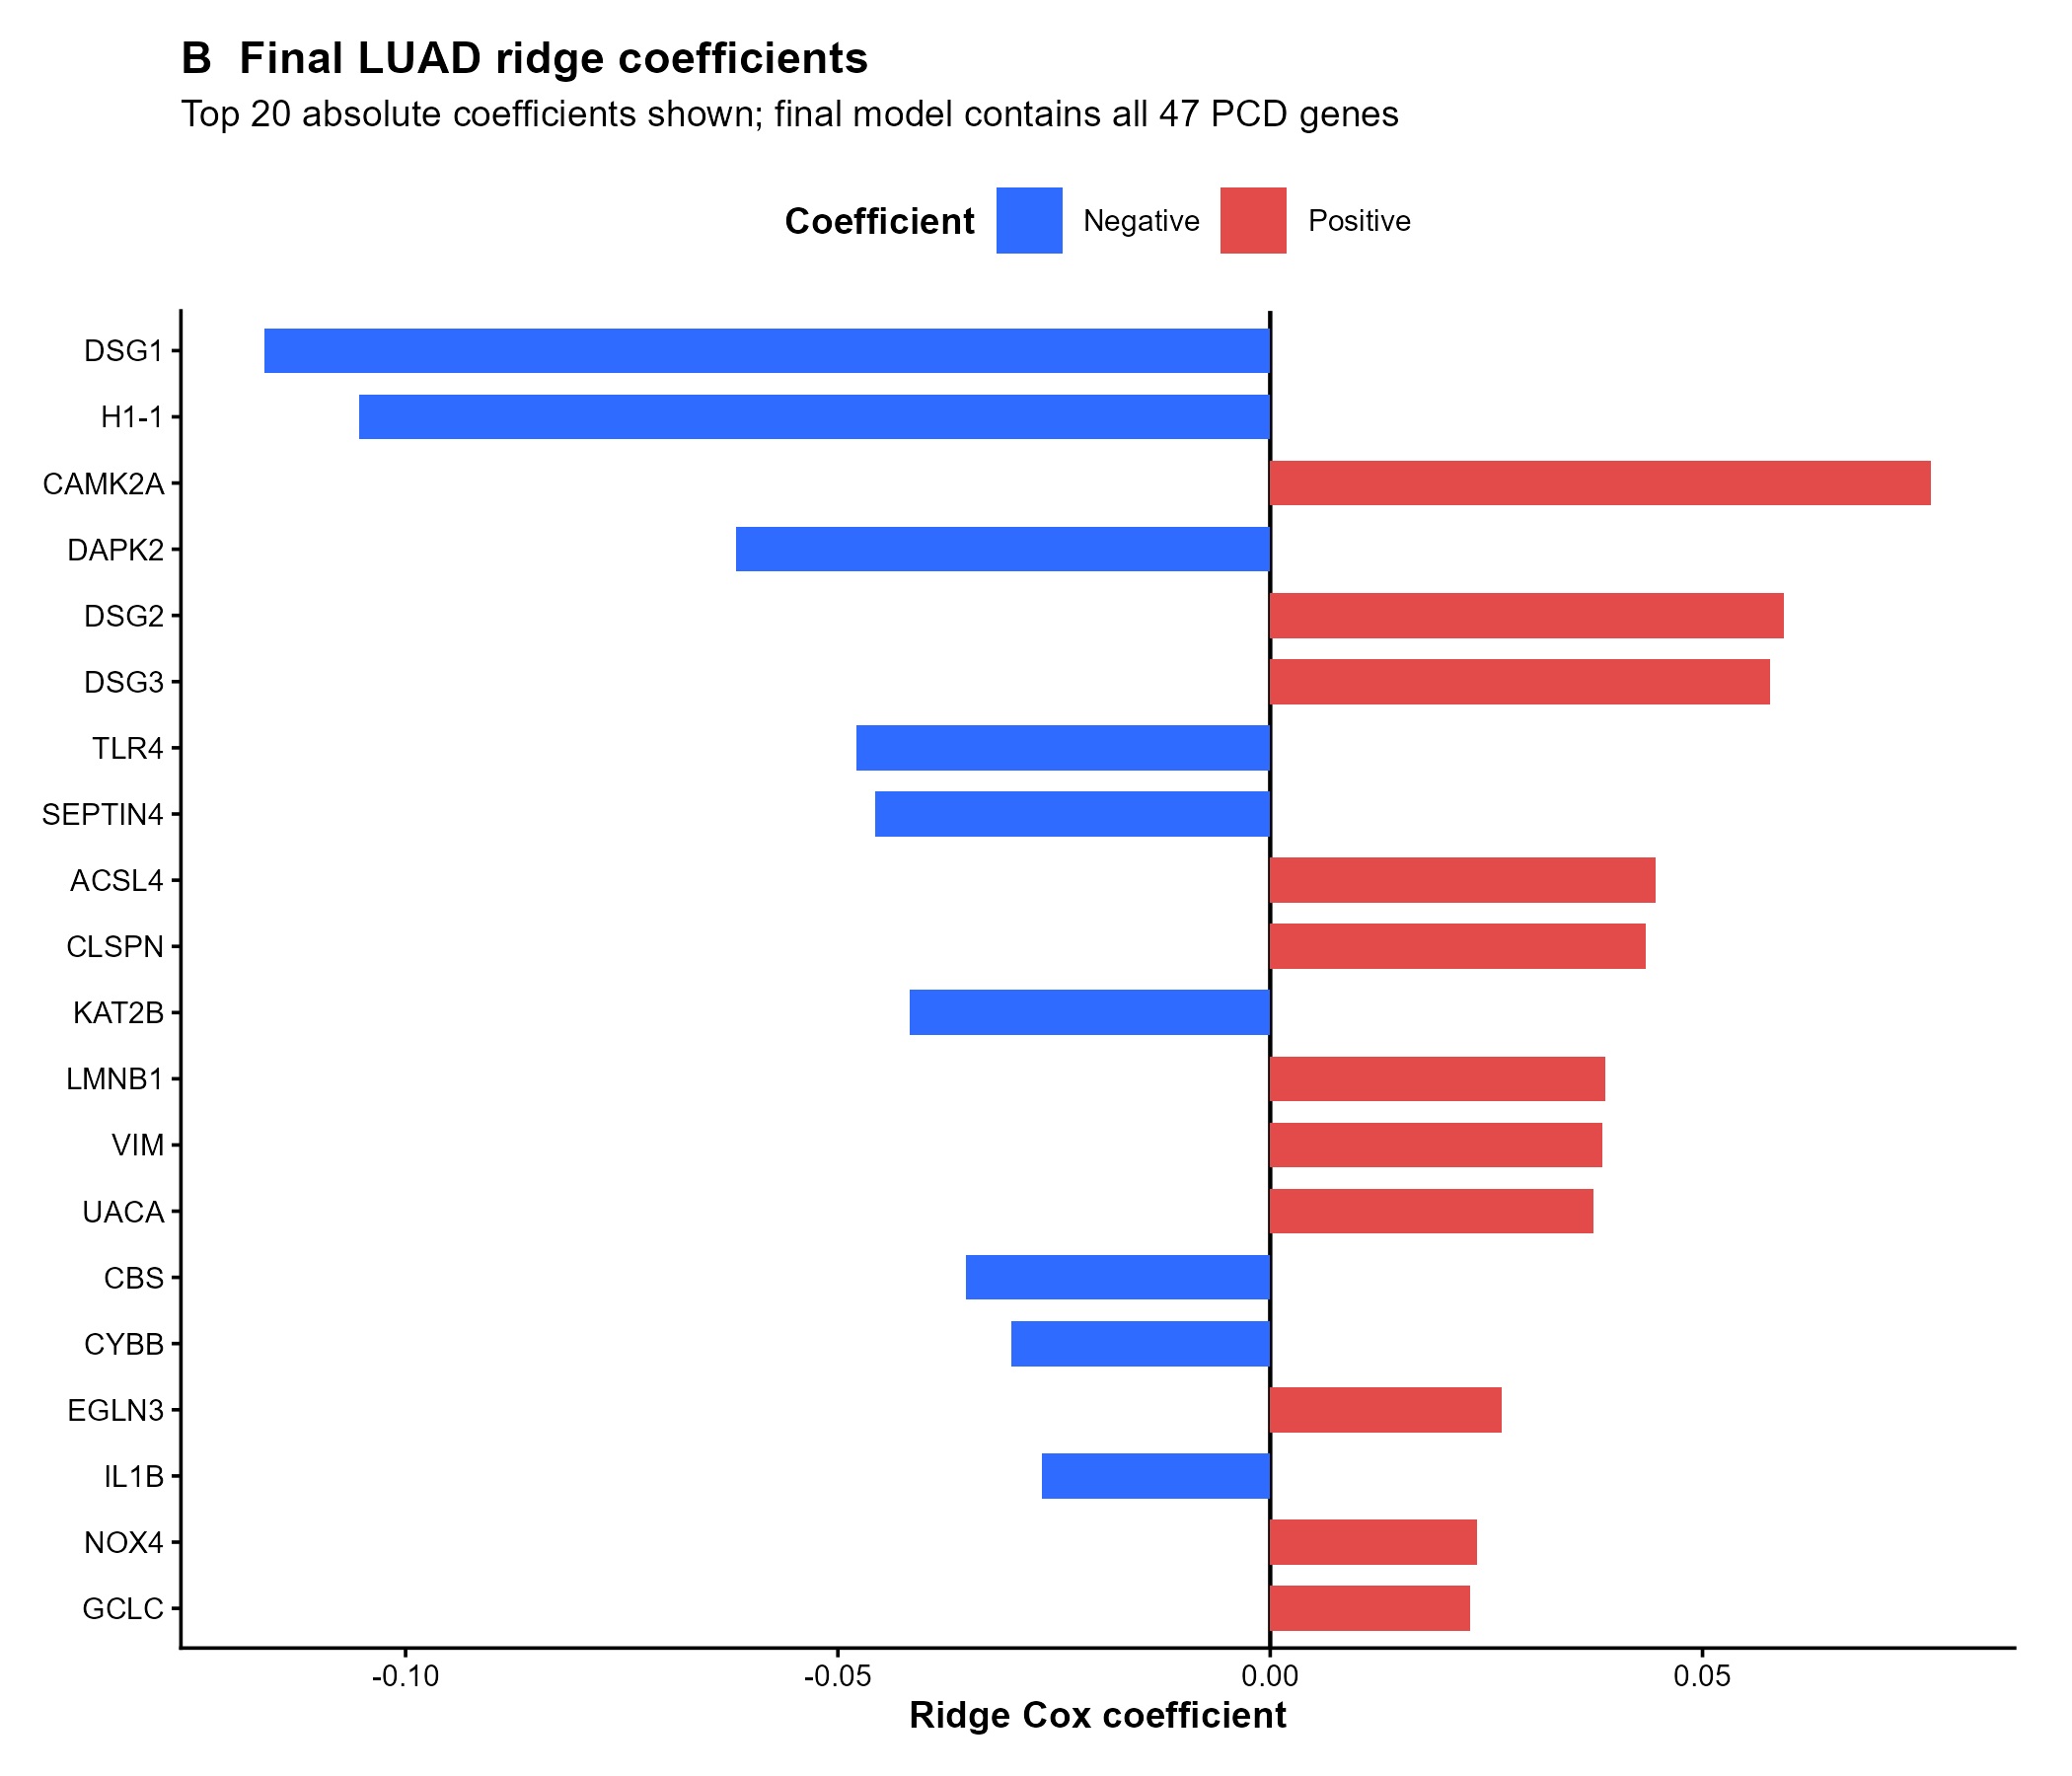 B Final LUAD ridge coefficients
Top 20 absolute coefficients shown; final model contains all 47 PCD genes
Coefficient Negative Positive
DSG1
H1-1
CAMK2A
DAPK2
DSG2
DSG3
TLR4
SEPTIN4
ACSL4
CLSPN
KAT2B
LMNB1
VIM
UACA
CBS
CYBB
EGLN3
IL1B
NOX4
GCLC
-0.10 -0.05 0.00 0.05
Ridge Cox coefficient